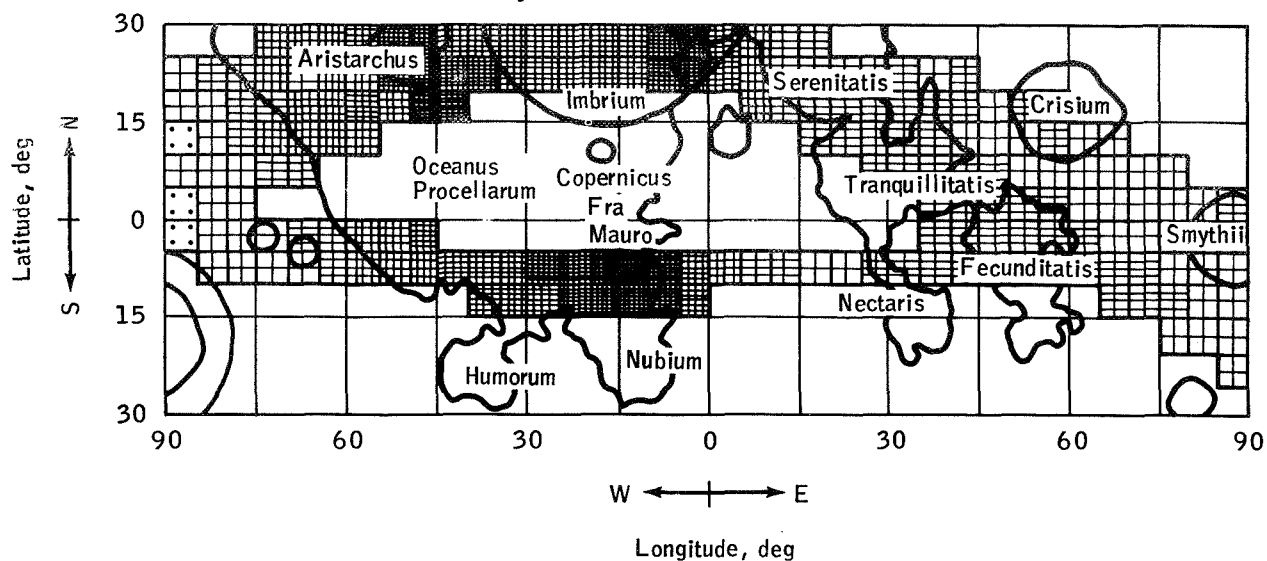 30
15
0
15
30
Latitude, deg
N
S
Aristarchus
Imbrium
Serenitatis
Crisium
Oceanus
Procellarum
Copernicus
Fra
Mauro
Tranquillitatis
Smythii
Fecunditatis
Nectaris
Humorum
Nubium
90 60 30 0 30 60 90
W E
Longitude, deg